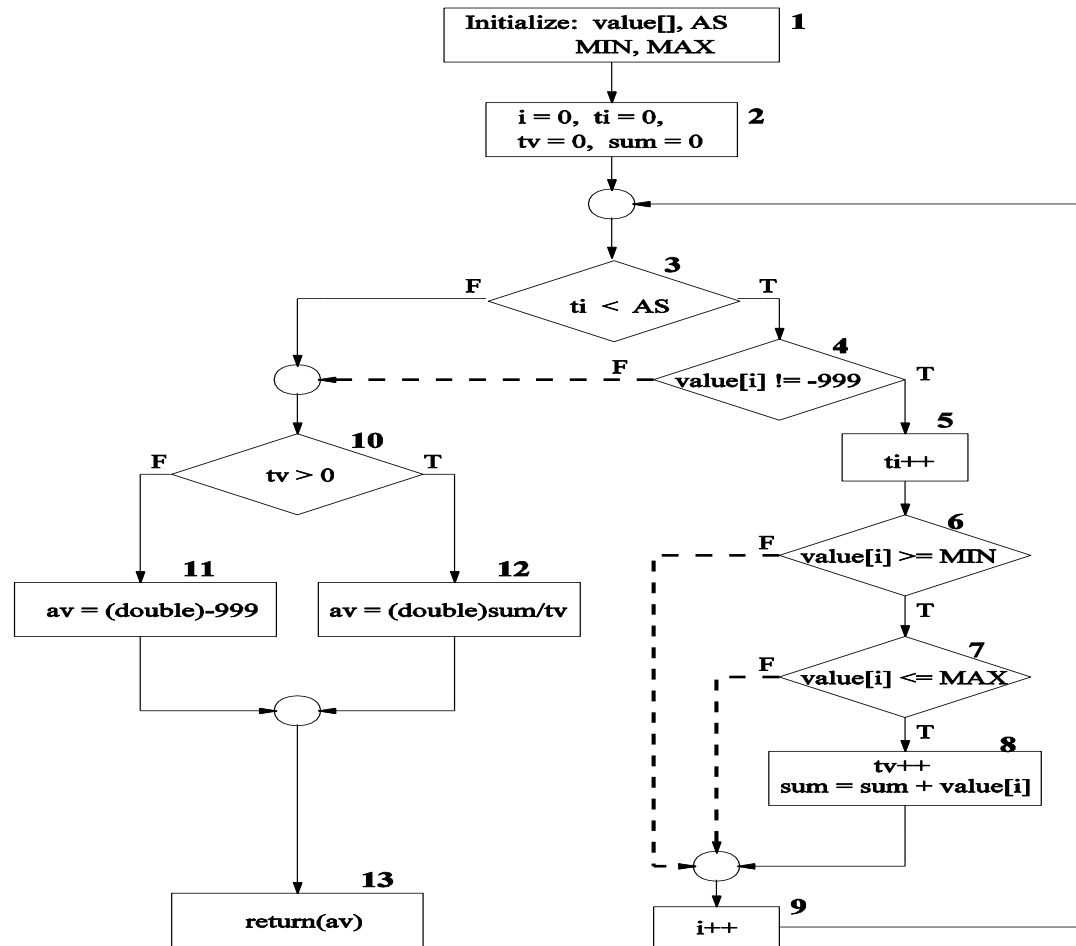 Initialize: value[], AS
MIN, MAX
1
i = 0, ti = 0,
tv = 0, sum = 0
2
3
F
T
ti < AS
4
F
value[i] != -999
T
5
ti++
10
F
T
tv > 0
6
F
value[i] >= MIN
T
11
av = (double)-999
12
av = (double)sum/tv
7
F
value[i] <= MAX
T
8
tv++
sum = sum + value[i]
13
return(av)
9
i++